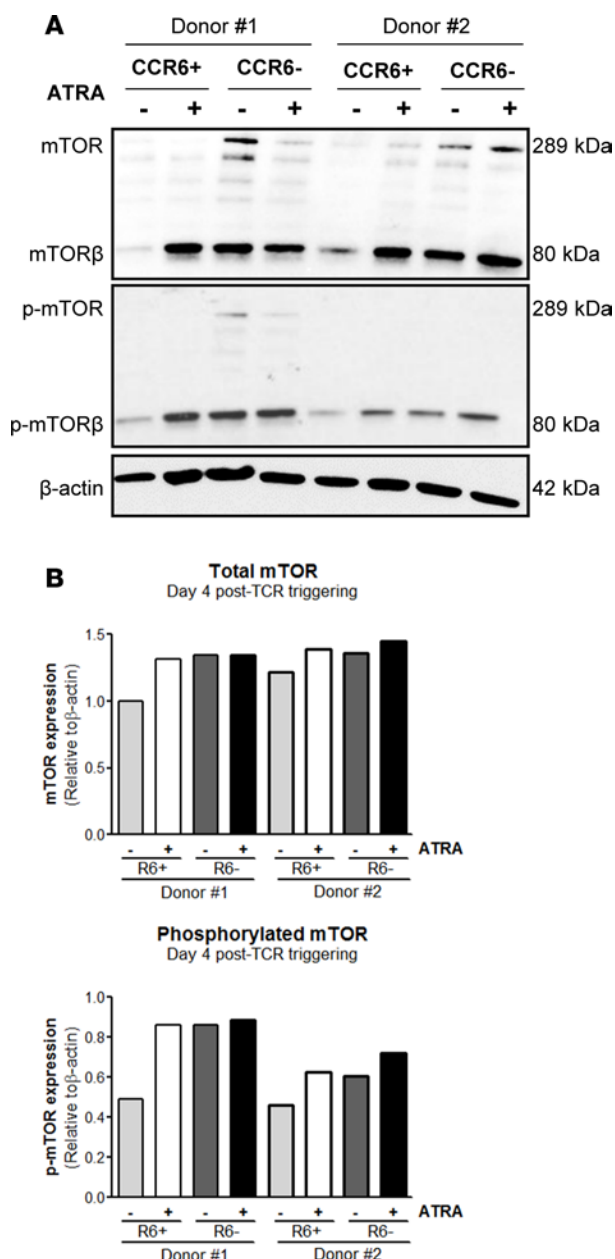 A
Donor #1 Donor #2
CCR6+ CCR6- CCR6+ CCR6-
ATRA - + - + - + - +
mTOR 289 kDa
mTORβ 80 kDa
p-mTOR 289 kDa
p-mTORβ 80 kDa
β-actin 42 kDa
B
Total mTOR
Day 4 post-TCR triggering
mTOR expression
(Relative toβ-actin)
1.5
1.0
0.5
0.0
- + - + - + - + ATRA
R6+ R6- R6+ R6-
Donor #1 Donor #2
Phosphorylated mTOR
Day 4 post-TCR triggering
p-mTOR expression
(Relative toβ-actin)
1.0
0.8
0.6
0.4
0.2
0.0
- + - + - + - + ATRA
R6+ R6- R6+ R6-
Donor #1 Donor #2